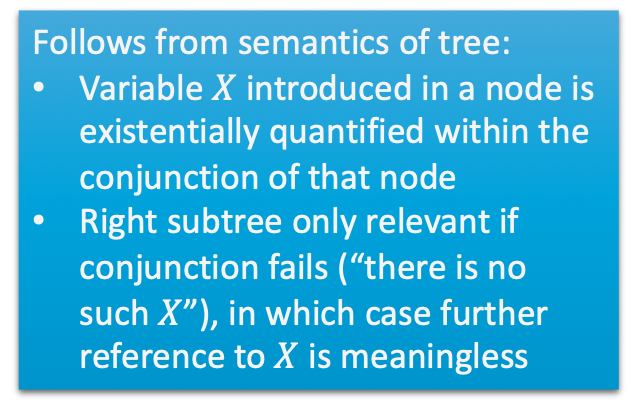 Follows from semantics of tree:
• Variable X introduced in a node is
existentially quantified within the
conjunction of that node
• Right subtree only relevant if
conjunction fails (“there is no
such X”), in which case further
reference to X is meaningless